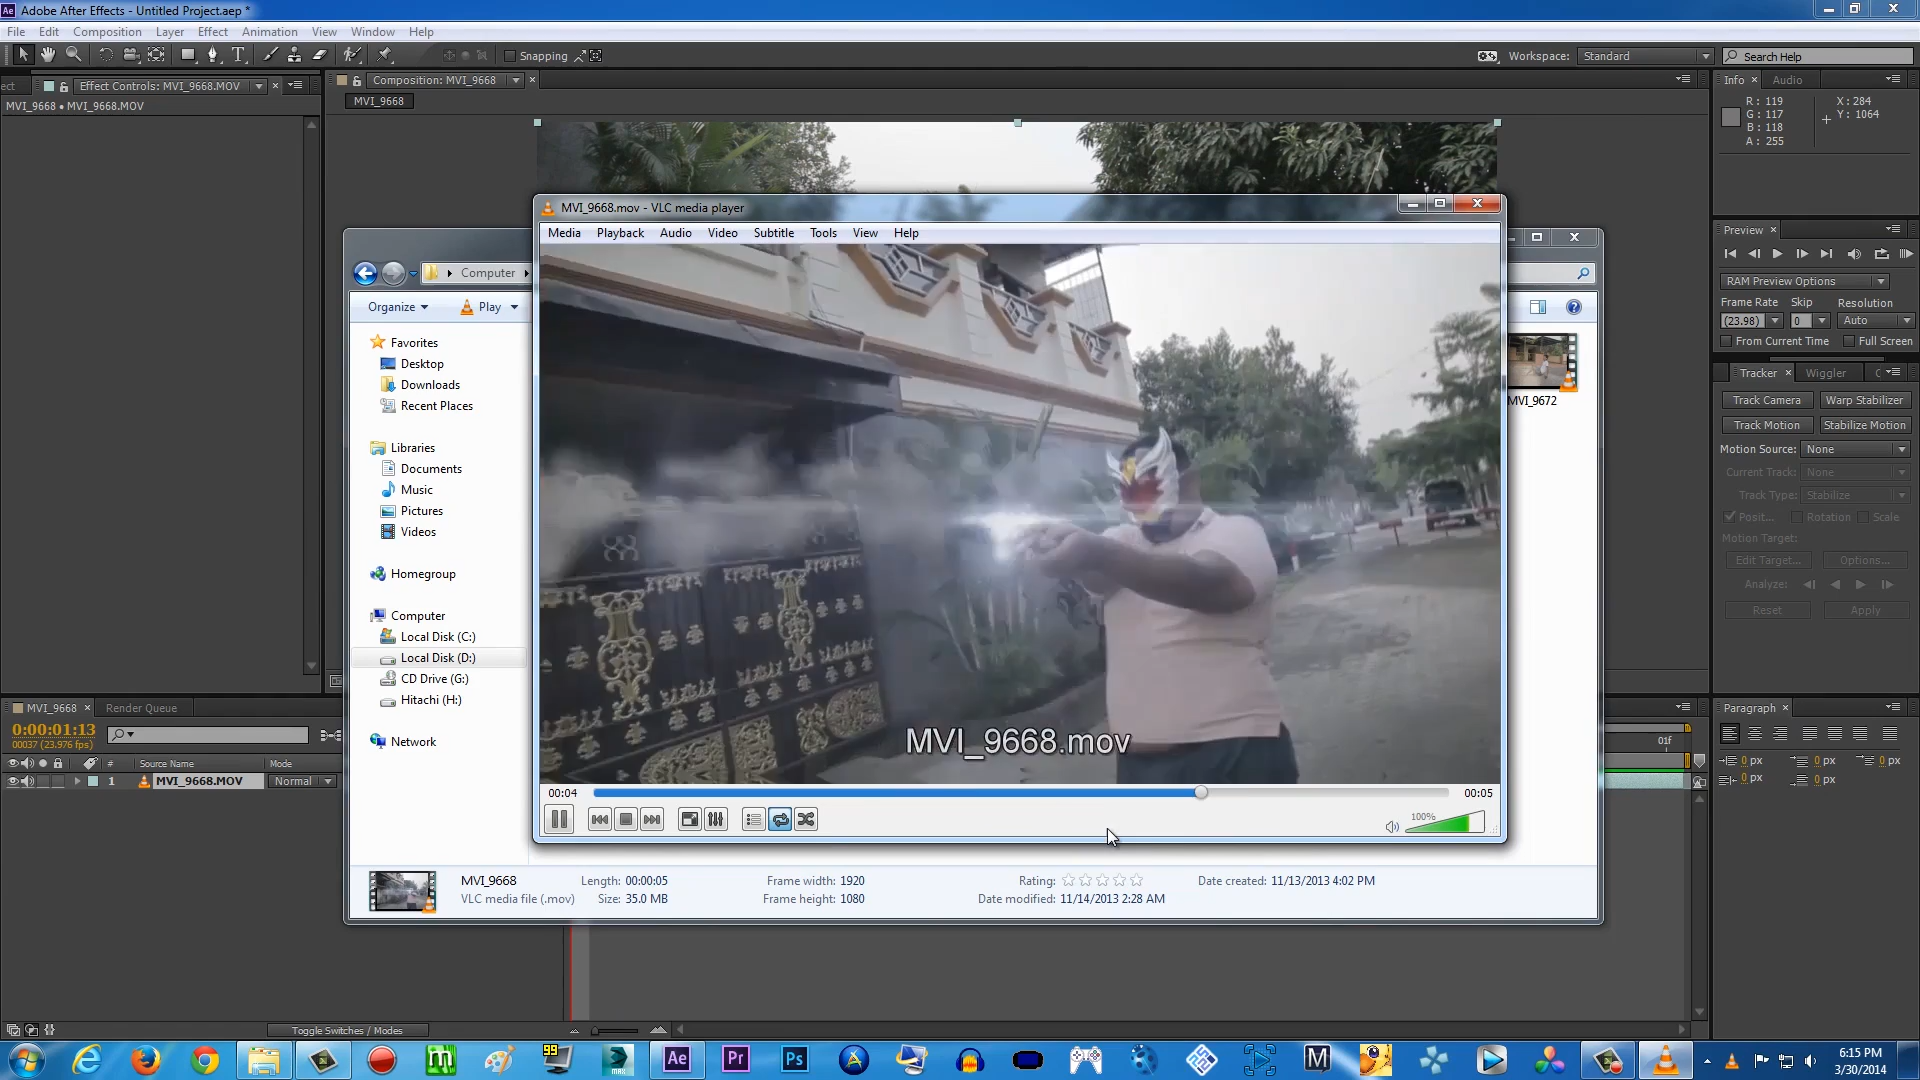 Adobe After Effects - Untitled Project.aep *
File Edit Composition Layer Effect Animation View Window Help
Snapping
Workspace: Standard
Search Help
Effect Controls: MVI_9668.MOV
MVI_9668 • MVI_9668.MOV
Composition: MVI_9668
MVI_9668
Info Audio
R: 119
G: 117
B: 118
A: 255
X: 284
Y: 1064
Preview
RAM Preview Options
Frame Rate Skip Resolution
(23.98) 0 Auto
From Current Time Full Screen
Tracker Wiggler
Track Camera Warp Stabilizer
Track Motion Stabilize Motion
Motion Source: None
Current Track: None
Track Type: Stabilize
Posit... Rotation Scale
Motion Target:
Edit Target... Options...
Analyze:
Reset Apply
Paragraph
0 px 0 px 0 px
0 px 0 px
MVI_9668.mov - VLC media player
Media Playback Audio Video Subtitle Tools View Help
MVI_9668.mov
00:04 00:05
100%
Computer
Organize Play
Favorites
Desktop
Downloads
Recent Places
Libraries
Documents
Music
Pictures
Videos
Homegroup
Computer
Local Disk (C:)
Local Disk (D:)
CD Drive (G:)
Hitachi (H:)
Network
MVI_9672
MVI_9668 Length: 00:00:05 Frame width: 1920 Rating: Date created: 11/13/2013 4:02 PM
VLC media file (.mov) Size: 35.0 MB Frame height: 1080 Date modified: 11/14/2013 2:28 AM
MVI_9668 Render Queue
0:00:01:13
00037 (23.976 fps)
# Source Name Mode
1 MVI_9668.MOV Normal
01f
Toggle Switches / Modes
99
MAX
Ae Pr Ps
M
6:15 PM
3/30/2014